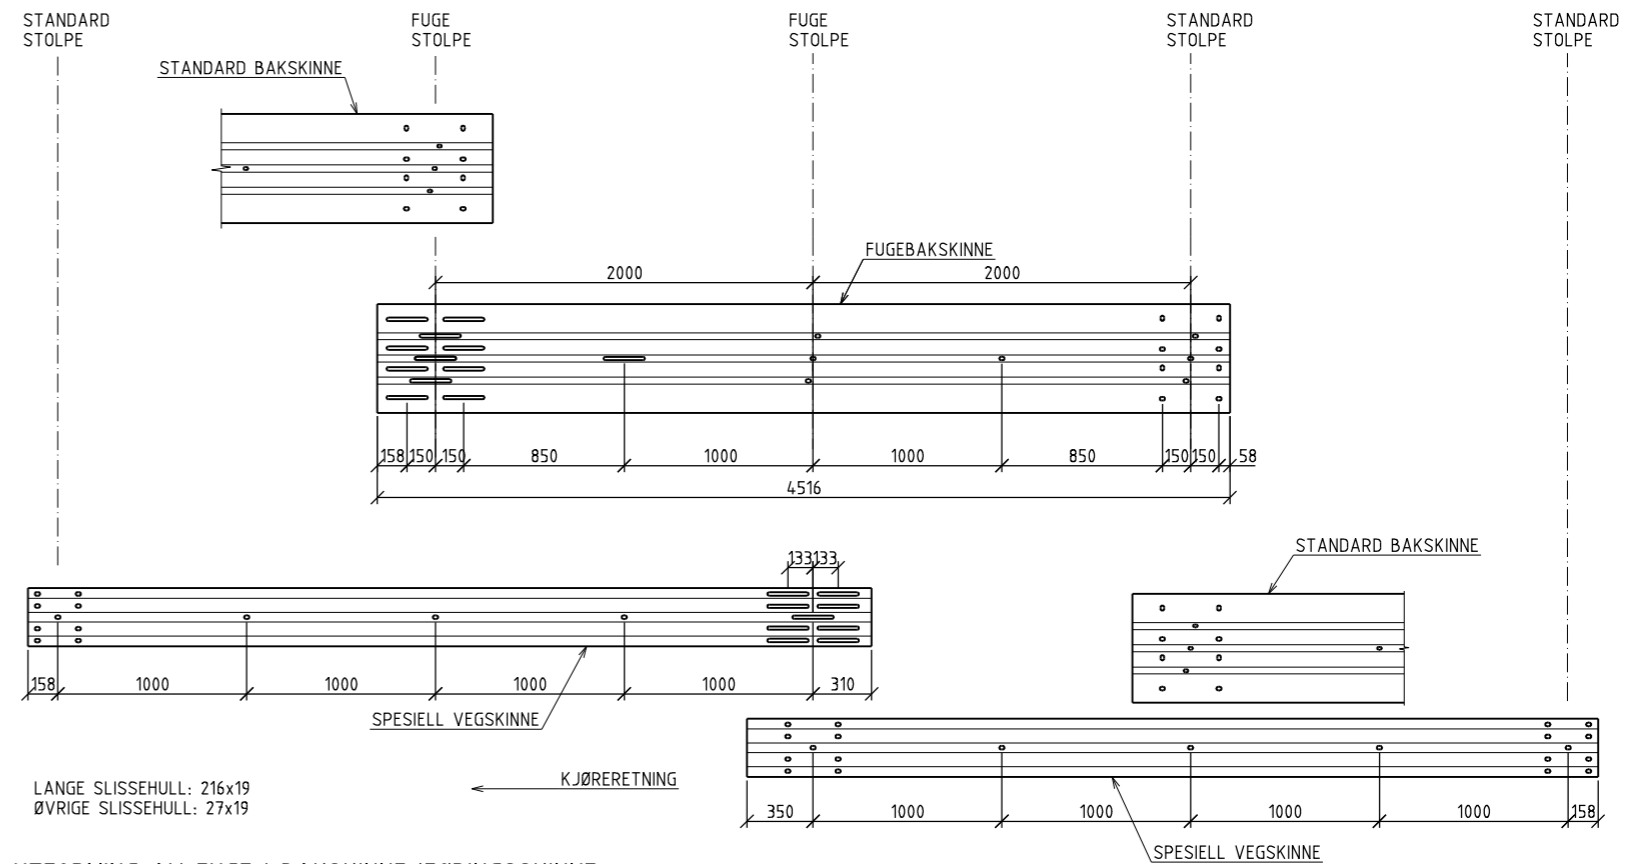 STANDARD
STOLPE
FUGE
STOLPE
FUGE
STOLPE
STANDARD
STOLPE
STANDARD
STOLPE
STANDARD BAKSKINNE
FUGEBAKSKINNE
2000
2000
158 150 150 850 1000 1000 850 150 150 58
4516
133 133
STANDARD BAKSKINNE
158 1000 1000 1000 1000 310
SPESIELL VEGSKINNE
KJØRERETNING
LANGE SLISSEHULL: 216x19
ØVRIGE SLISSEHULL: 27x19
350 1000 1000 1000 1000 158
SPESIELL VEGSKINNE